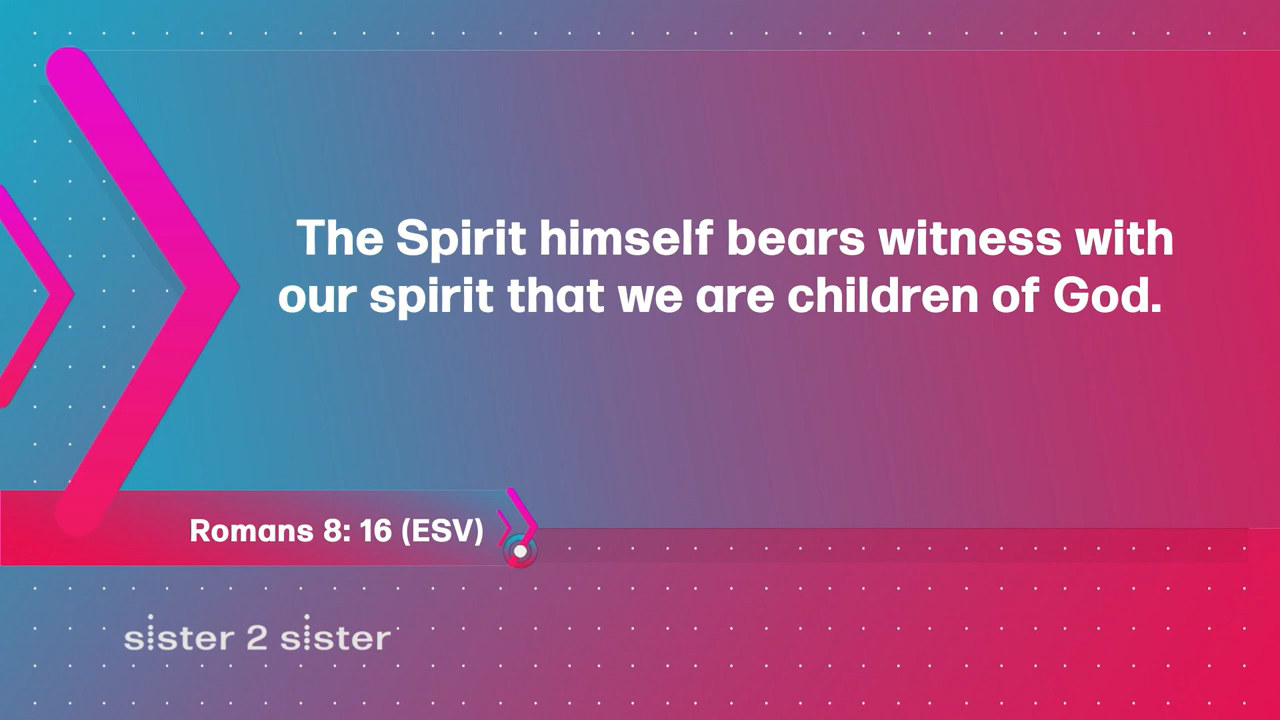 The Spirit himself bears witness with
our spirit that we are children of God.
Romans 8: 16 (ESV)
sister 2 sister